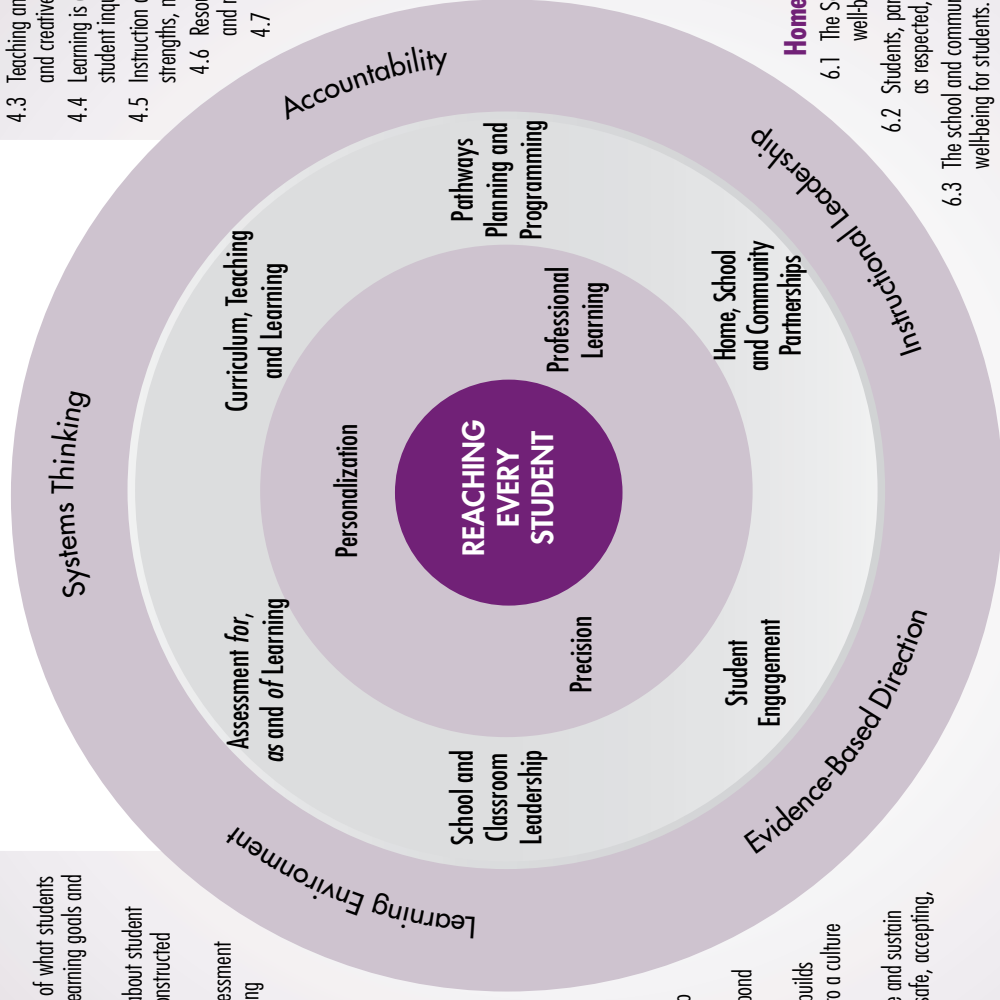 of what students
earning goals and
bout student
onstructed
essment
ng
4.3 Teaching an
and creative
4.4 Learning is
student inqu
4.5 Instruction
strengths, n
4.6 Resou
and n
4.7
Systems Thinking
Accountability
Instructional Leadership
Evidence-Based Direction
Learning Environment
Assessment for,
as and of Learning
Curriculum, Teaching
and Learning
Pathways
Planning and
Programming
Home, School
and Community
Partnerships
Student
Engagement
School and
Classroom
Leadership
Personalization
Professional
Learning
Precision
REACHING
EVERY
STUDENT
ond
uilds
o a culture
and sustain
safe, accepting,
Home
6.1 The S
well-b
6.2 Students, par
as respected,
6.3 The school and commu
well-being for students.